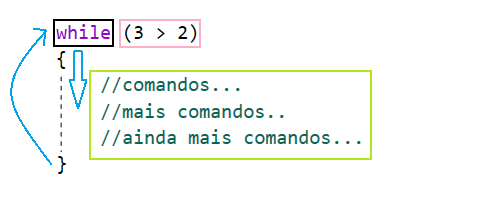 while (3 > 2)
{
//comandos...
//mais comandos..
//ainda mais comandos...
}